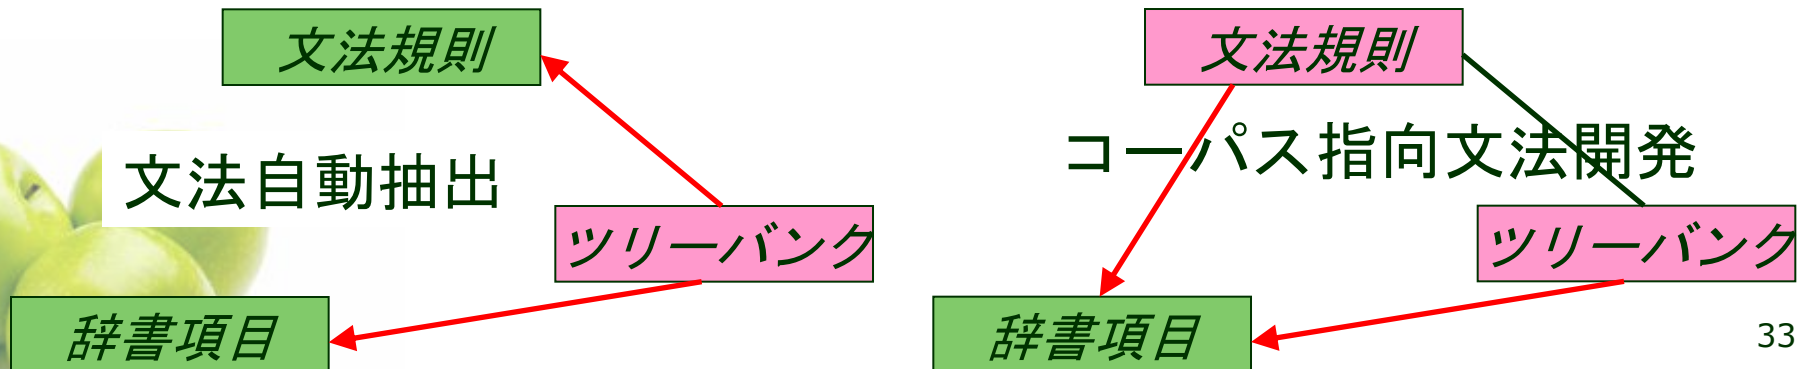 文法規則
文法自動抽出
ツリーバンク
辞書項目
文法規則
コーパス指向文法開発
ツリーバンク
辞書項目
33